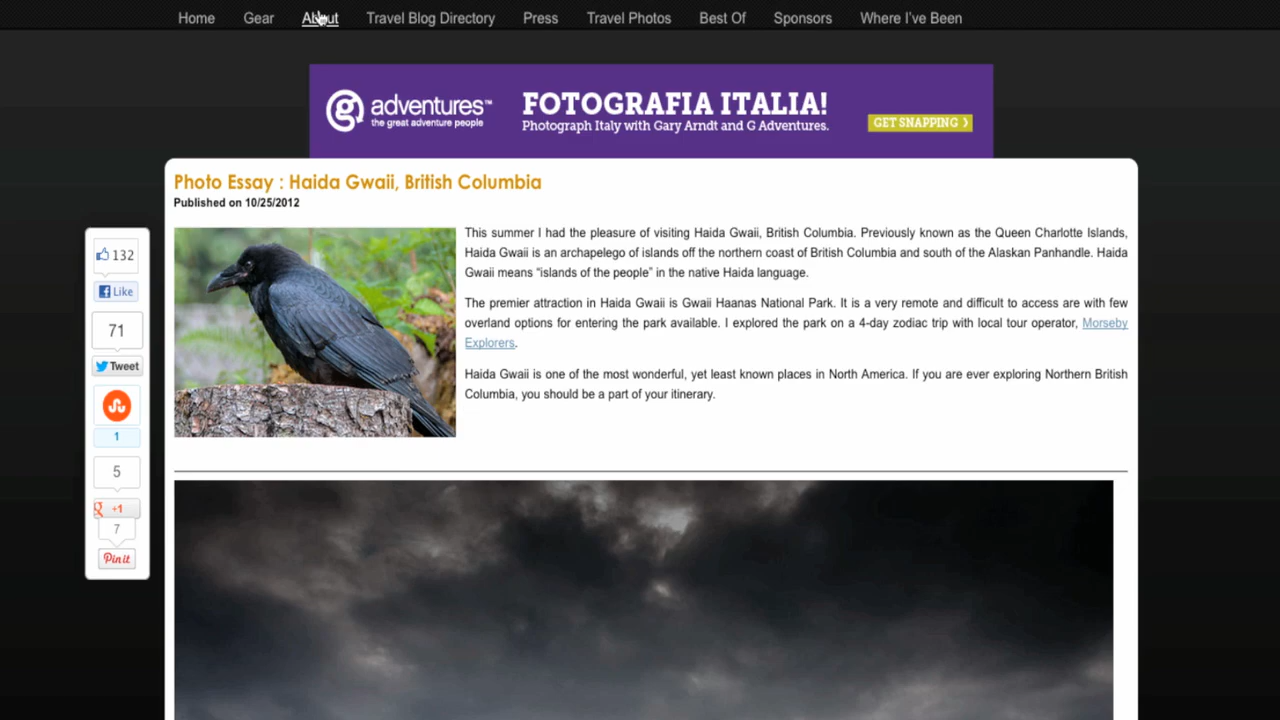 Home Gear About Travel Blog Directory Press Travel Photos Best Of Sponsors Where I've Been
g adventures™
the great adventure people
FOTOGRAFIA ITALIA!
Photograph Italy with Gary Arndt and G Adventures.
GET SNAPPING ❯
Photo Essay : Haida Gwaii, British Columbia
Published on 10/25/2012
This summer I had the pleasure of visiting Haida Gwaii, British Columbia. Previously known as the Queen Charlotte Islands,
Haida Gwaii is an archapelego of islands off the northern coast of British Columbia and south of the Alaskan Panhandle. Haida
Gwaii means “islands of the people” in the native Haida language.
The premier attraction in Haida Gwaii is Gwaii Haanas National Park. It is a very remote and difficult to access are with few
overland options for entering the park available. I explored the park on a 4-day zodiac trip with local tour operator, Morseby
Explorers.
Haida Gwaii is one of the most wonderful, yet least known places in North America. If you are ever exploring Northern British
Columbia, you should be a part of your itinerary.
132
Like
71
Tweet
1
5
g +1
7
Pin it